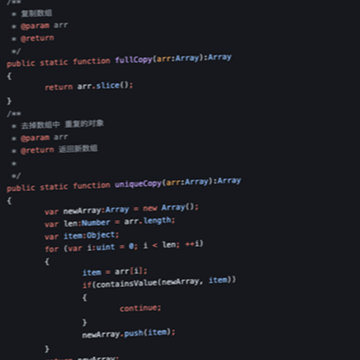 /**
* 复制数组
* @param arr
* @return
*/
public static function fullCopy(arr:Array):Array
{
return arr.slice();
}
/**
* 去掉数组中 重复的对象
* @param arr
* @return 返回新数组
*
*/
public static function uniqueCopy(arr:Array):Array
{
var newArray:Array = new Array();
var len:Number = arr.length;
var item:Object;
for (var i:uint = 0; i < len; ++i)
{
item = arr[i];
if(containsValue(newArray, item))
{
continue;
}
newArray.push(item);
}
return newArray;